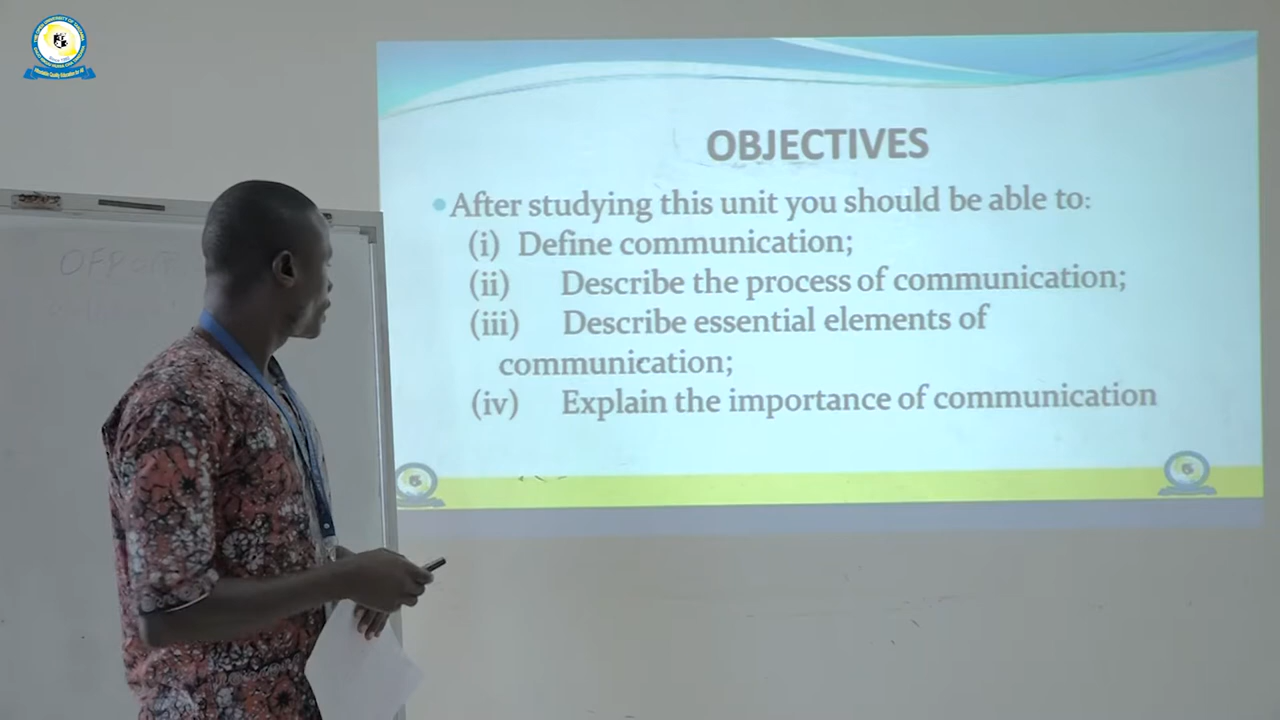 OBJECTIVES
• After studying this unit you should be able to:
(i) Define communication;
(ii) Describe the process of communication;
(iii) Describe essential elements of
communication;
(iv) Explain the importance of communication